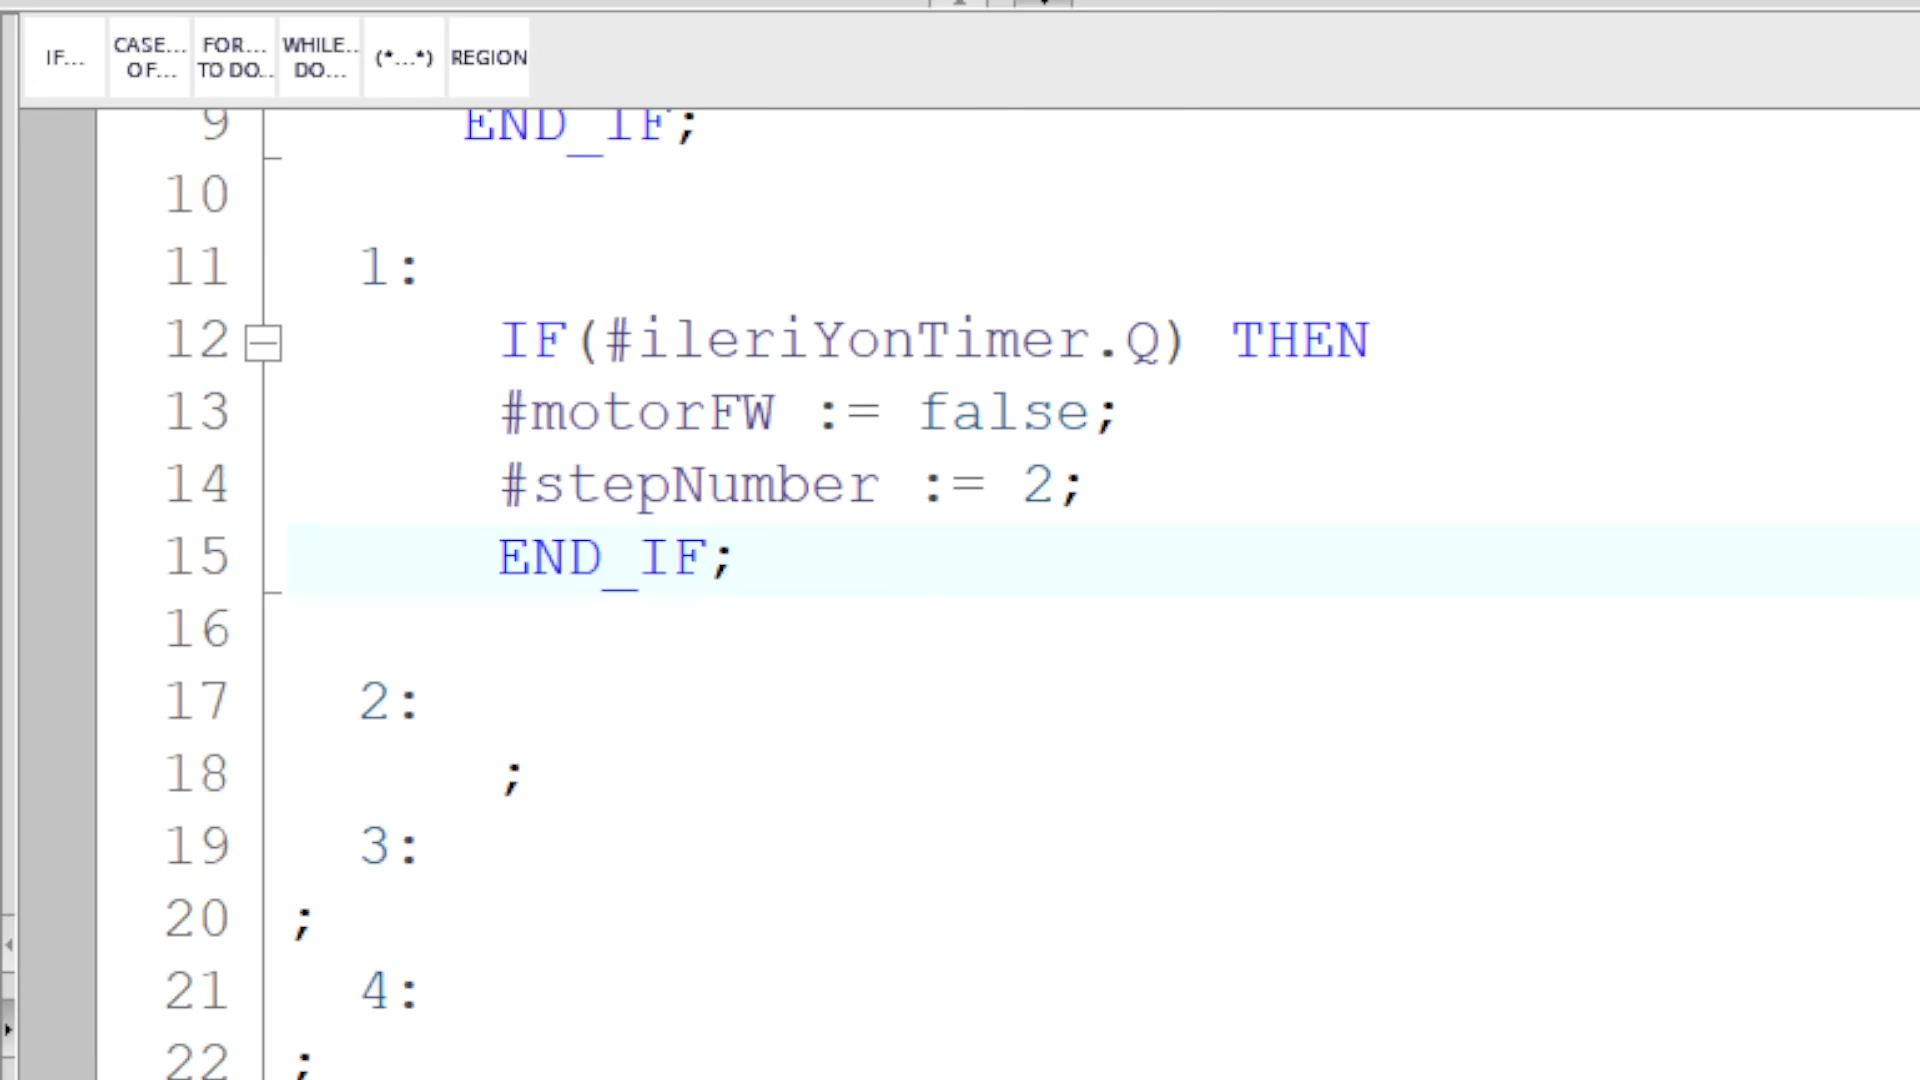 IF... CASE... OF... FOR... TO DO... WHILE... DO... (*...*) REGION
9 END_IF;
10
11 1:
12 IF(#ileriYonTimer.Q) THEN
13 #motorFW := false;
14 #stepNumber := 2;
15 END_IF;
16
17 2:
18 ;
19 3:
20 ;
21 4:
22 ;